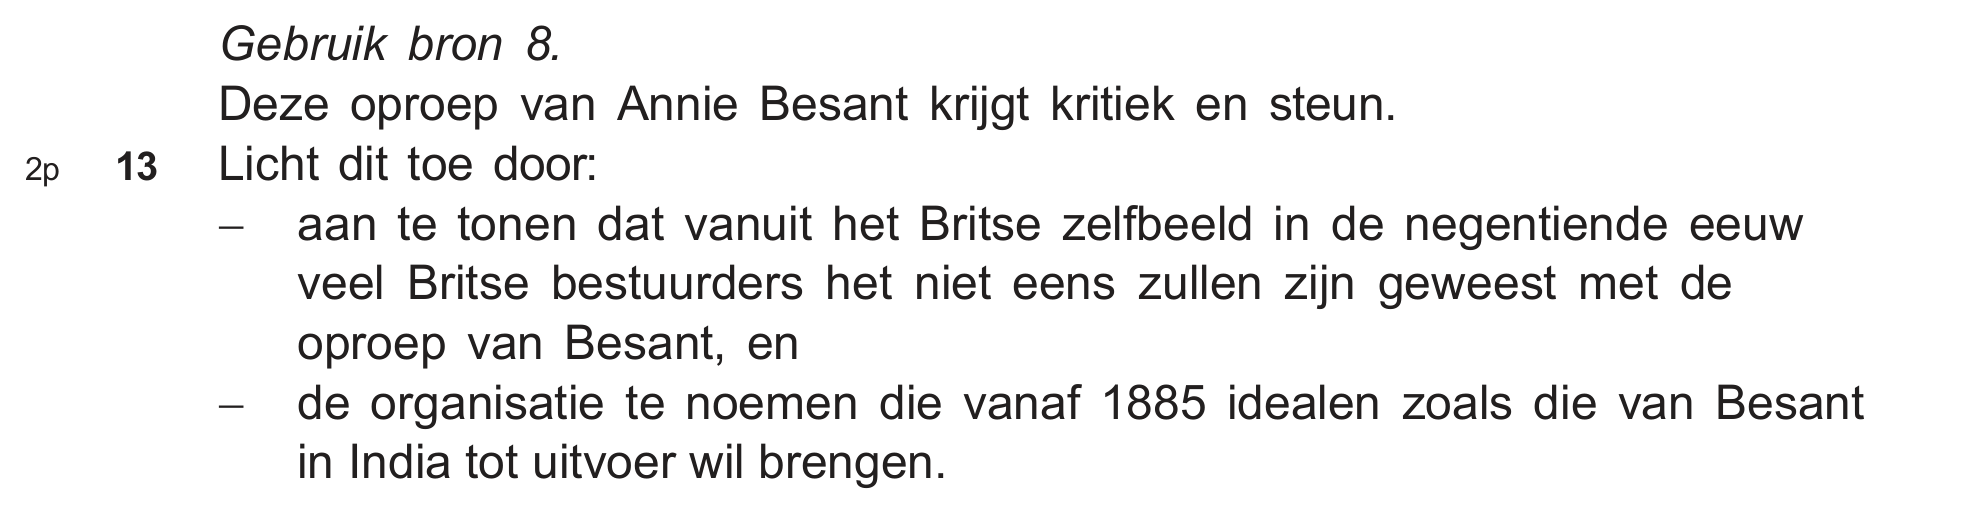 Gebruik bron 8.
Deze oproep van Annie Besant krijgt kritiek en steun.
2p 13 Licht dit toe door:
– aan te tonen dat vanuit het Britse zelfbeeld in de negentiende eeuw
veel Britse bestuurders het niet eens zullen zijn geweest met de
oproep van Besant, en
– de organisatie te noemen die vanaf 1885 idealen zoals die van Besant
in India tot uitvoer wil brengen.